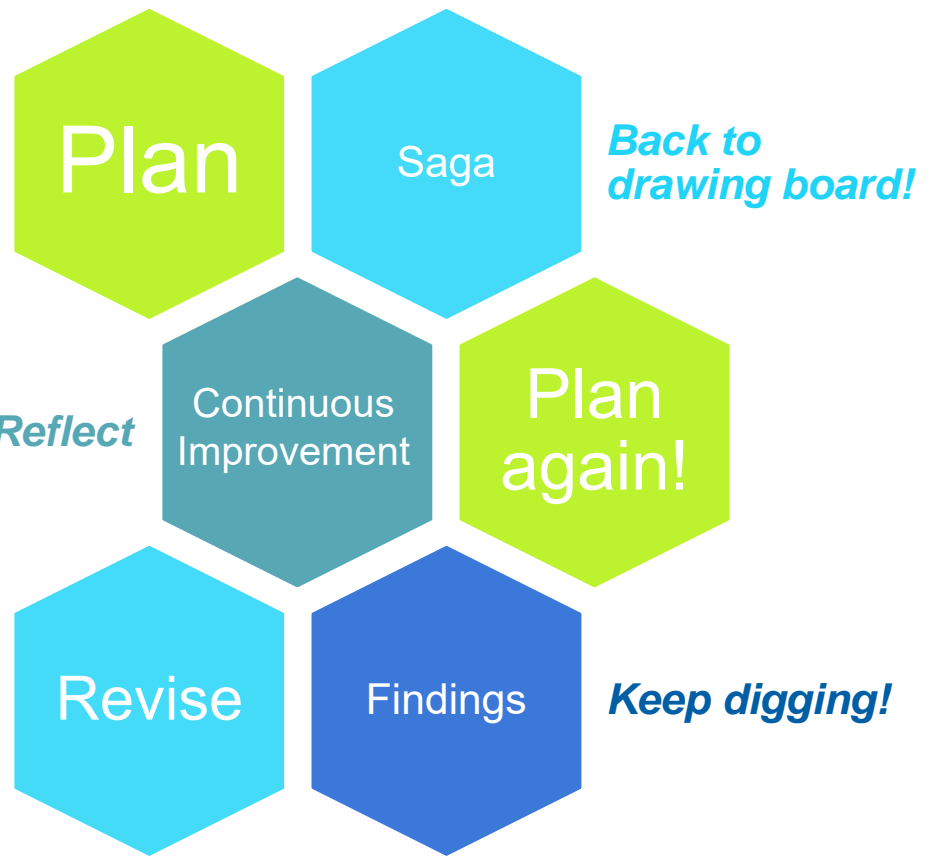 Plan
Saga
Back to
drawing board!
Reflect
Continuous
Improvement
Plan
again!
Revise
Findings
Keep digging!